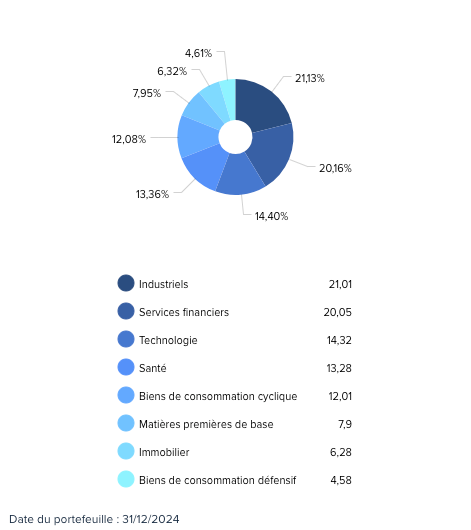 4,61%
6,32%
21,13%
7,95%
12,08%
20,16%
13,36%
14,40%
Industriels 21,01
Services financiers 20,05
Technologie 14,32
Santé 13,28
Biens de consommation cyclique 12,01
Matières premières de base 7,9
Immobilier 6,28
Biens de consommation défensif 4,58
Date du portefeuille : 31/12/2024